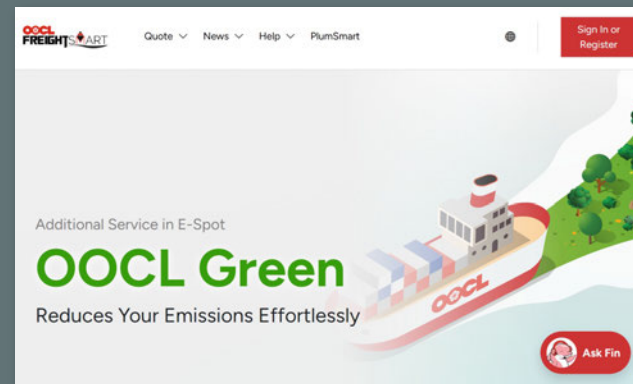 OOCL
FREIGHTSMART
Quote
News
Help
PlumSmart
Sign In or
Register
Additional Service in E-Spot
OOCL Green
Reduces Your Emissions Effortlessly
OOCL
Ask Fin